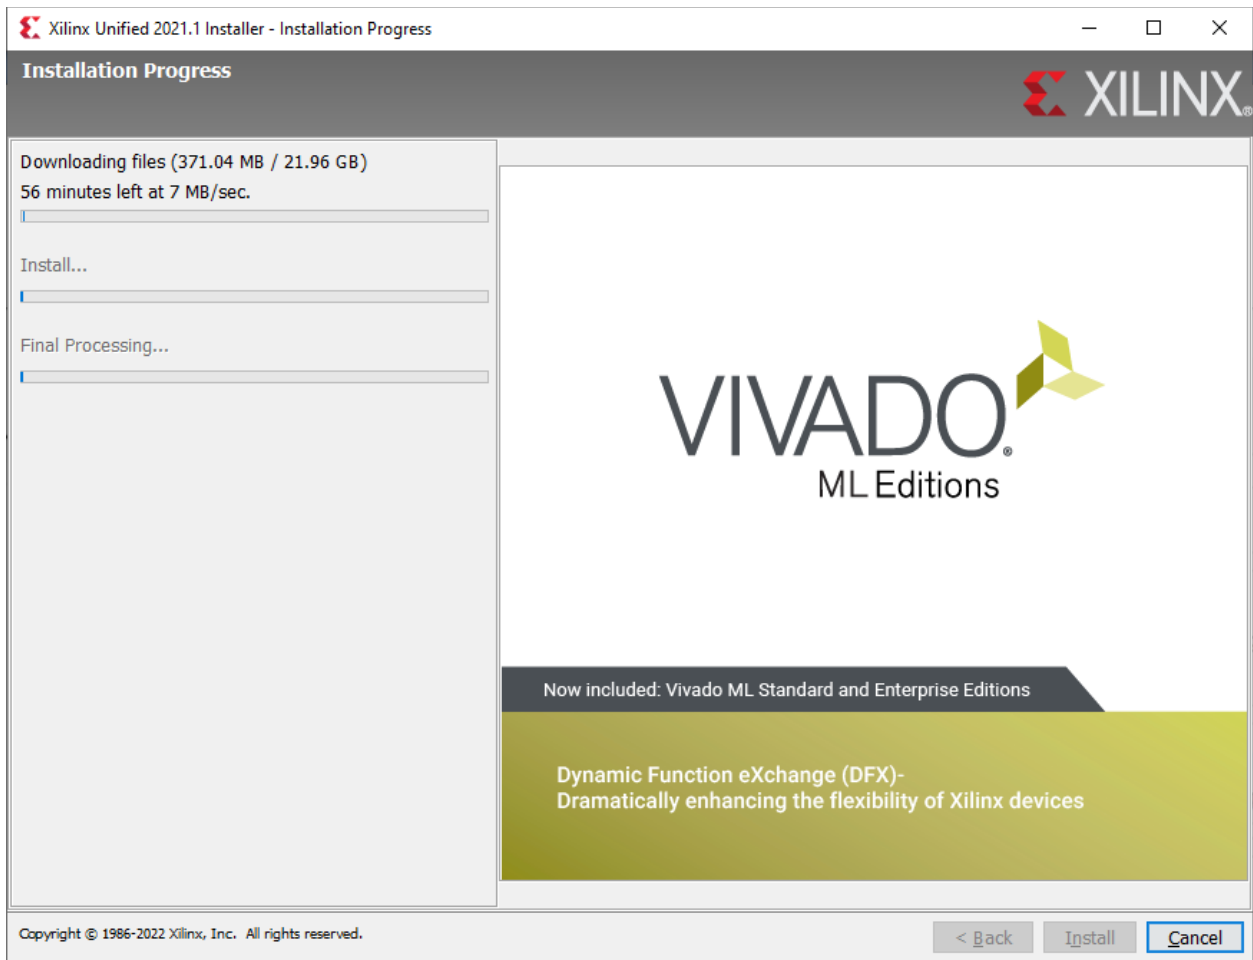 Xilinx Unified 2021.1 Installer - Installation Progress
Installation Progress
XILINX®
Downloading files (371.04 MB / 21.96 GB)
56 minutes left at 7 MB/sec.
Install...
Final Processing...
VIVADO®
ML Editions
Now included: Vivado ML Standard and Enterprise Editions
Dynamic Function eXchange (DFX)-
Dramatically enhancing the flexibility of Xilinx devices
Copyright © 1986-2022 Xilinx, Inc. All rights reserved.
< Back
Install
Cancel